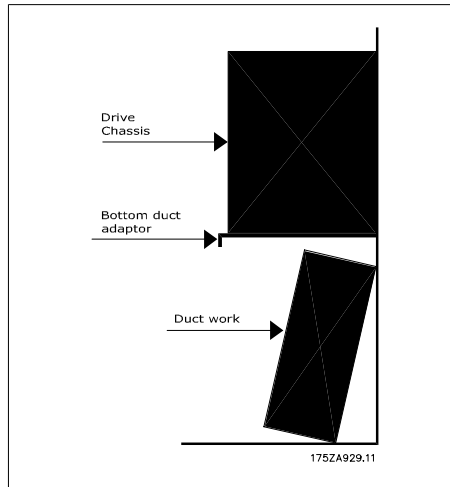 Drive
Chassis
Bottom duct
adaptor
Duct work
175ZA929.11